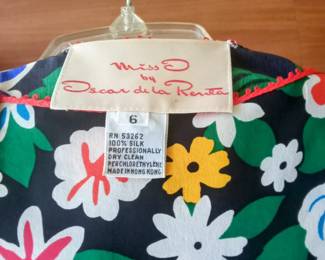 Miss O
by
Oscar de la Renta
6
RN 53262
100% SILK
PROFESSIONALLY
DRY CLEAN
PERCHLORETHYLENE
MADE IN HONG KONG